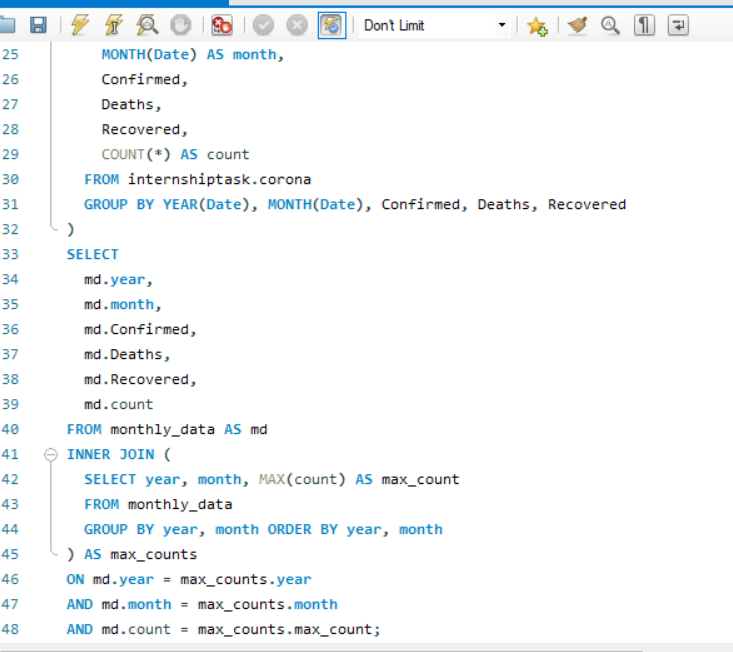 Don't Limit
25 MONTH(Date) AS month,
26 Confirmed,
27 Deaths,
28 Recovered,
29 COUNT(*) AS count
30 FROM internshiptask.corona
31 GROUP BY YEAR(Date), MONTH(Date), Confirmed, Deaths, Recovered
32 )
33 SELECT
34 md.year,
35 md.month,
36 md.Confirmed,
37 md.Deaths,
38 md.Recovered,
39 md.count
40 FROM monthly_data AS md
41 INNER JOIN (
42 SELECT year, month, MAX(count) AS max_count
43 FROM monthly_data
44 GROUP BY year, month ORDER BY year, month
45 ) AS max_counts
46 ON md.year = max_counts.year
47 AND md.month = max_counts.month
48 AND md.count = max_counts.max_count;